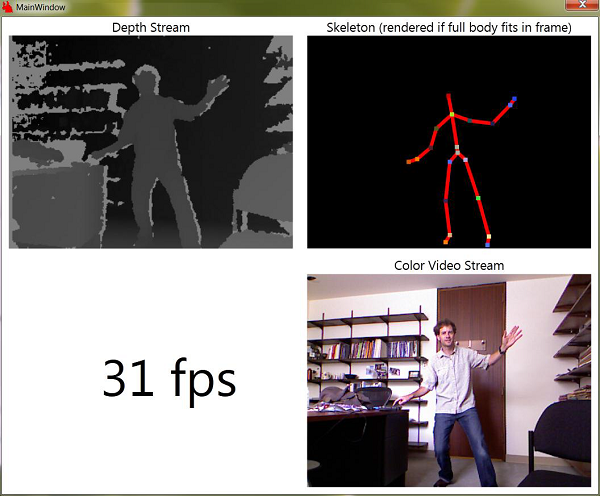 MainWindow
Depth Stream
Skeleton (rendered if full body fits in frame)
Color Video Stream
31 fps